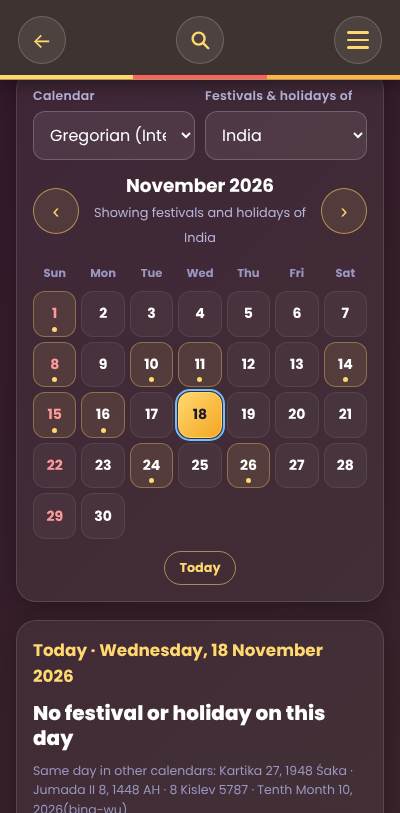 Calendar Festivals & holidays of
Gregorian (Inte India
November 2026
Showing festivals and holidays of
India
Sun Mon Tue Wed Thu Fri Sat
1 2 3 4 5 6 7
8 9 10 11 12 13 14
15 16 17 18 19 20 21
22 23 24 25 26 27 28
29 30
Today
Today · Wednesday, 18 November
2026
No festival or holiday on this
day
Same day in other calendars: Kartika 27, 1948 Śaka ·
Jumada II 8, 1448 AH · 8 Kislev 5787 · Tenth Month 10,
2026(bing-wu)